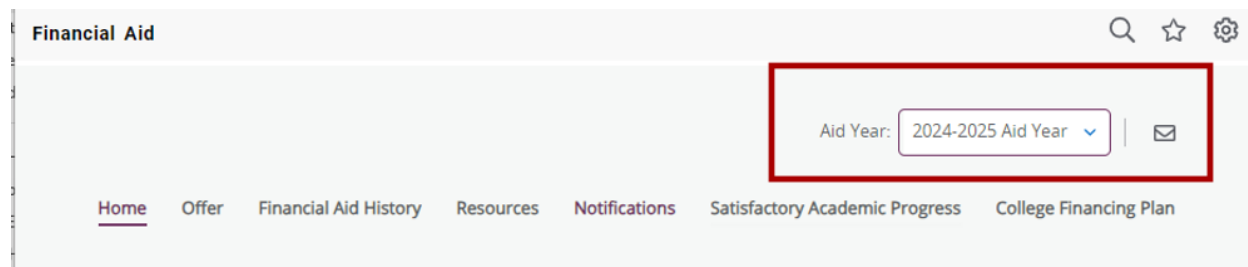 Financial Aid
Aid Year: 2024-2025 Aid Year
Home Offer Financial Aid History Resources Notifications Satisfactory Academic Progress College Financing Plan